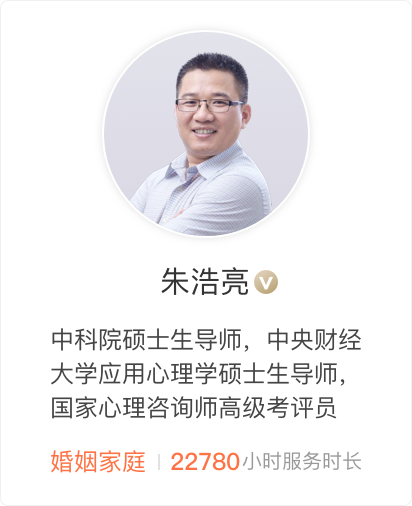 朱浩亮
中科院硕士生导师，中央财经
大学应用心理学硕士生导师，
国家心理咨询师高级考评员
婚姻家庭 | 22780小时服务时长